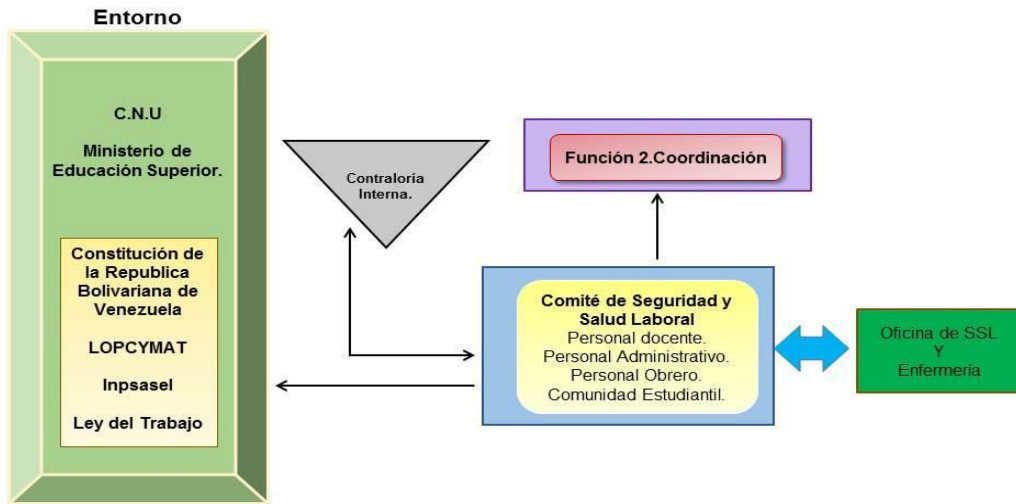 Entorno
C.N.U
Ministerio de
Educación Superior.
Constitución de
la Republica
Bolivariana de
Venezuela
LOPCYMAT
Inpsasel
Ley del Trabajo
Contraloría
Interna.
Función 2.Coordinación
Comité de Seguridad y
Salud Laboral
Personal docente.
Personal Administrativo.
Personal Obrero.
Comunidad Estudiantil.
Oficina de SSL
Y
Enfermería